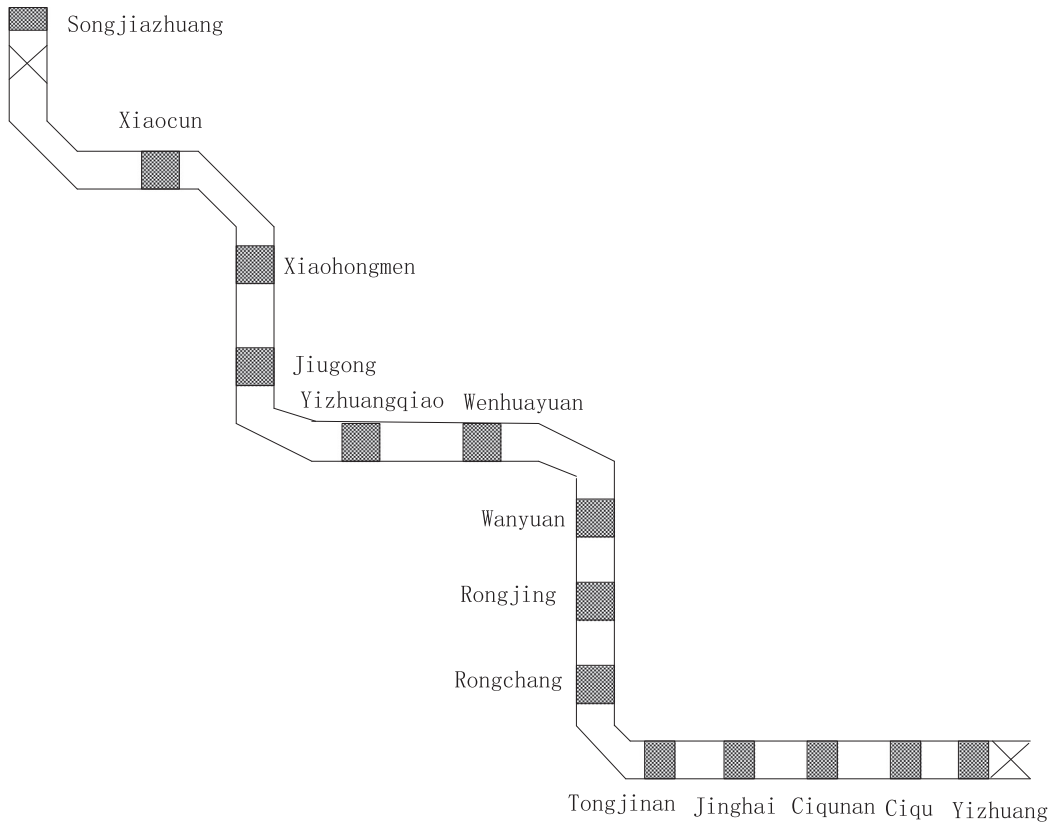 Songjiazhuang
Xiaocun
Xiaohongmen
Jiugong
Yizhuangqiao
Wenhuayuan
Wanyuan
Rongjing
Rongchang
Tongjinan
Jinghai
Ciqunan
Ciqu
Yizhuang